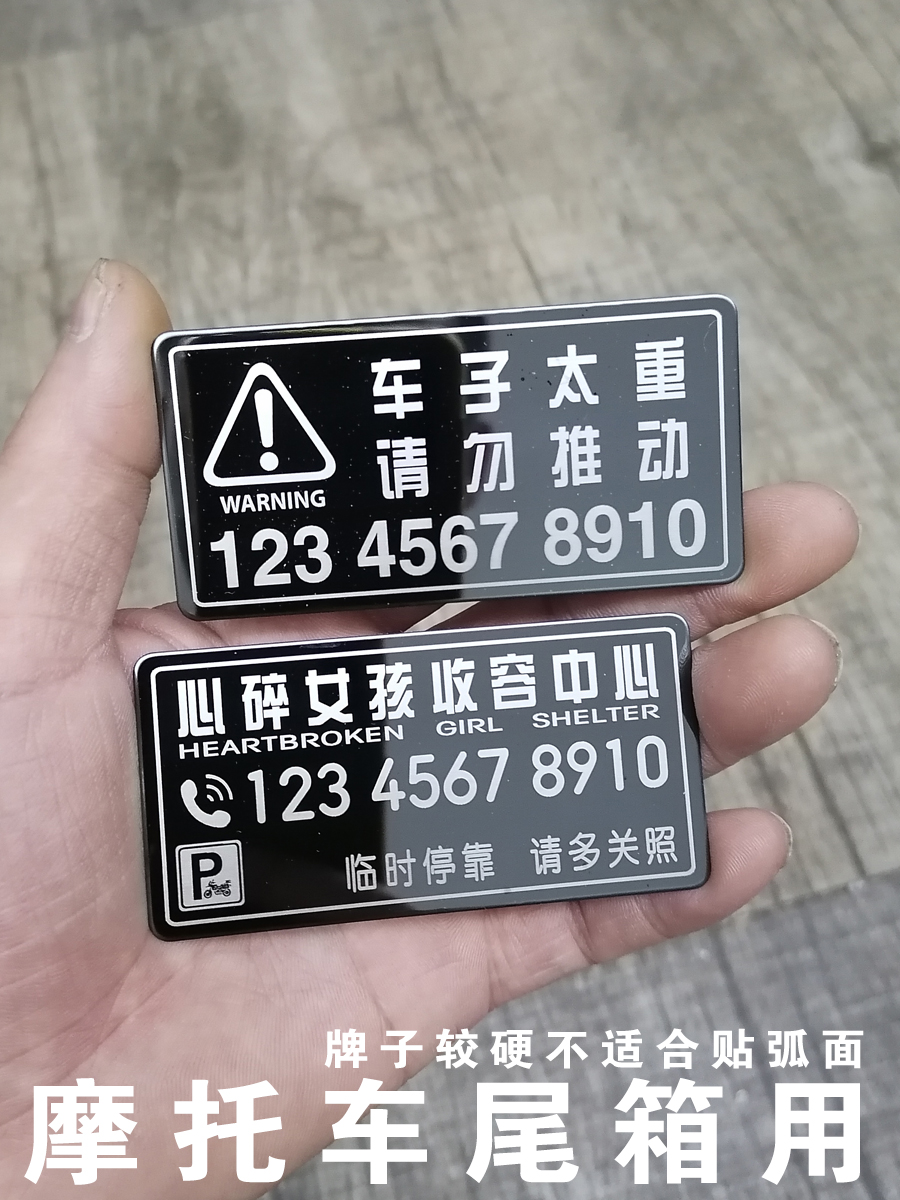 车子太重
请勿推动
WARNING
123 4567 8910
心碎女孩收容中心
HEARTBROKEN GIRL SHELTER
123 4567 8910
P
临时停靠 请多关照
牌子较硬不适合贴弧面
摩托车尾箱用